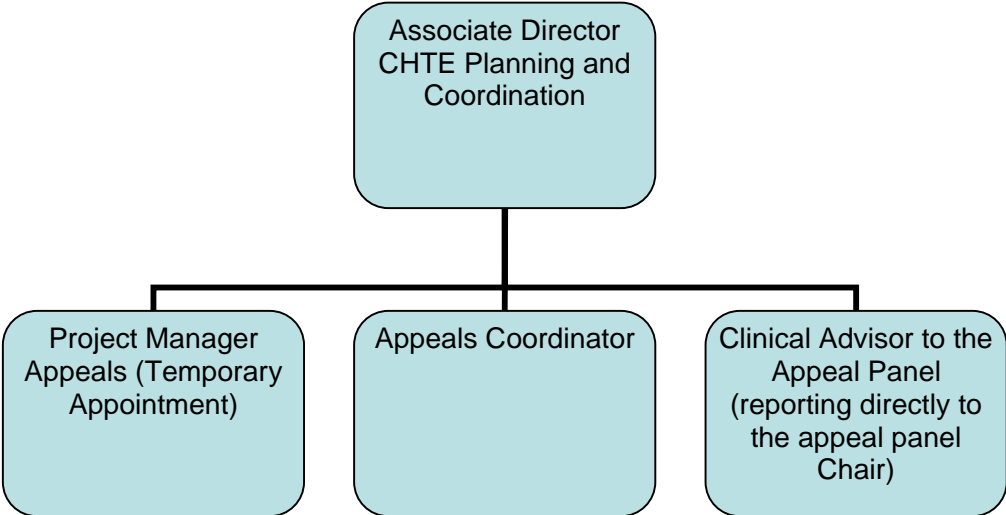 Associate Director
CHTE Planning and
Coordination
Project Manager
Appeals (Temporary
Appointment)
Appeals Coordinator
Clinical Advisor to the
Appeal Panel
(reporting directly to
the appeal panel
Chair)